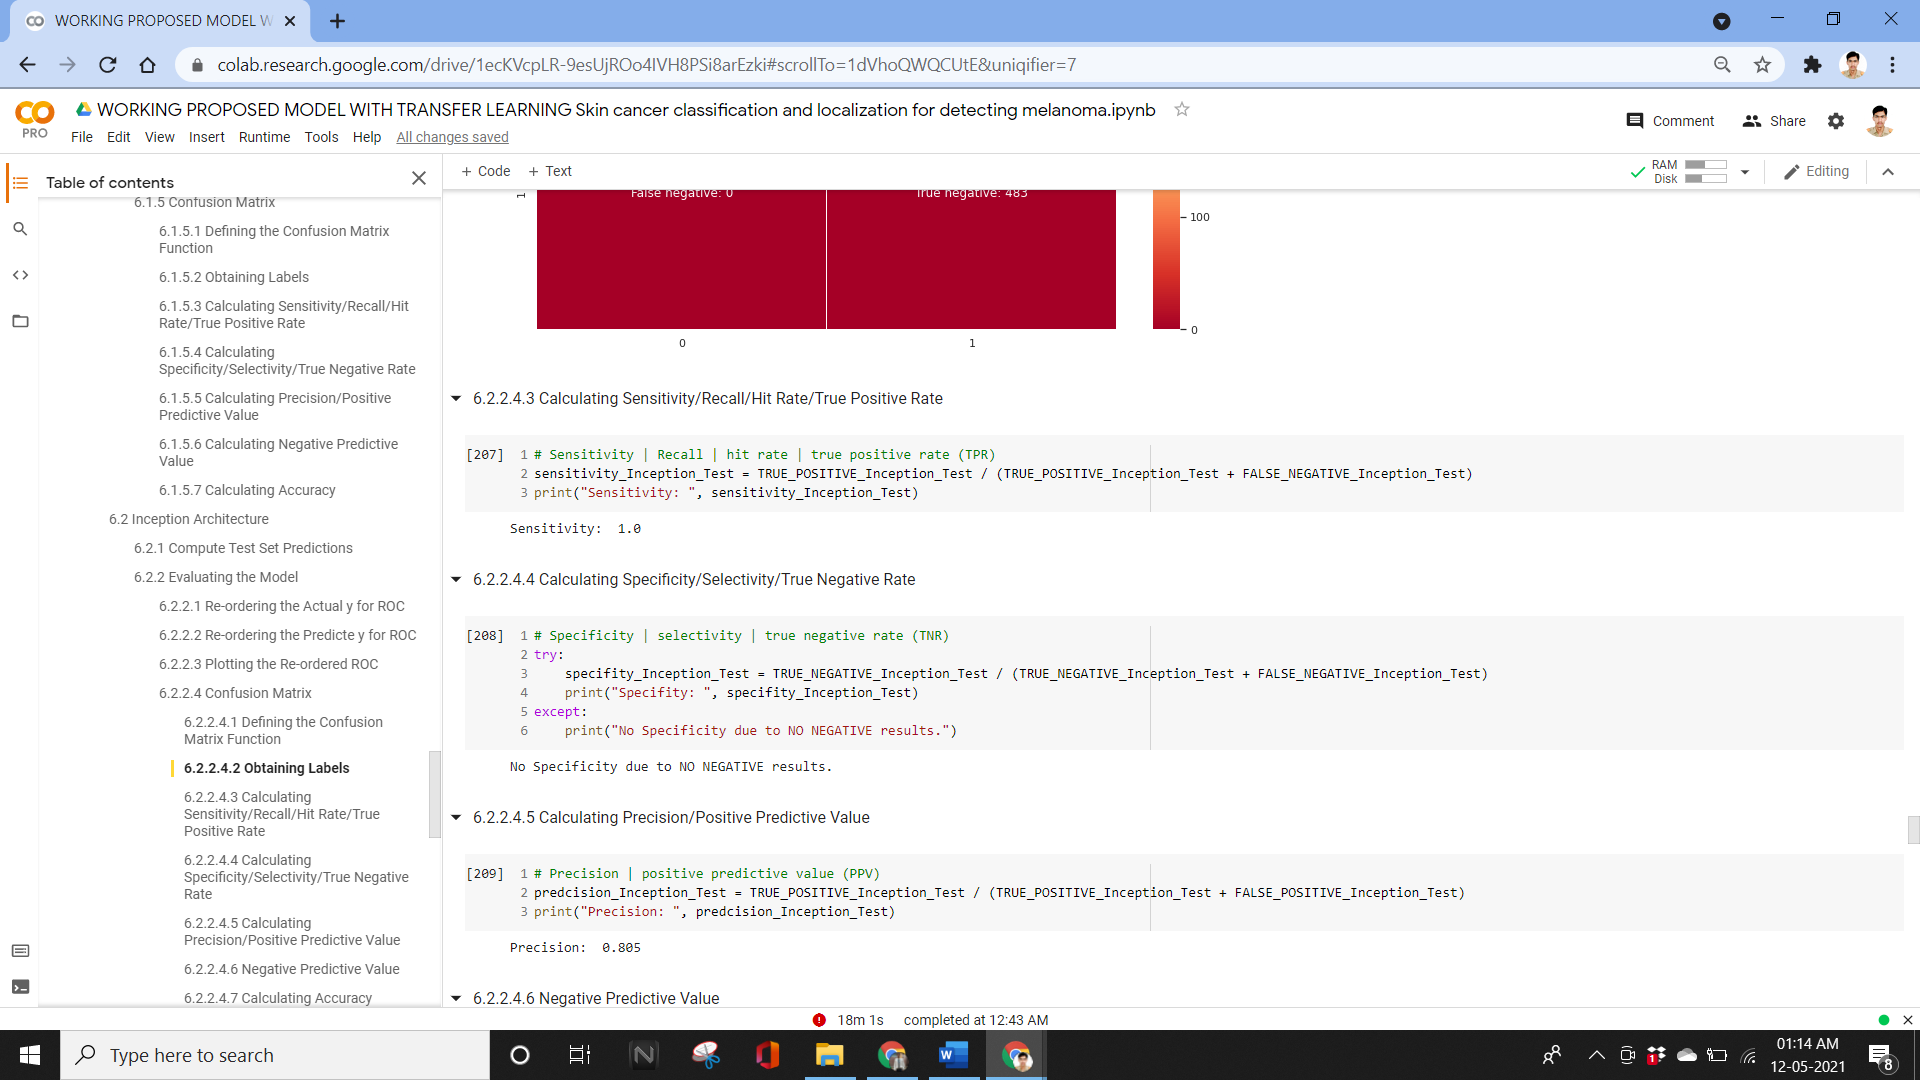 WORKING PROPOSED MODEL W
colab.research.google.com/drive/1ecKVcpLR-9esUjROo4IVH8PSi8arEzki#scrollTo=1dVhoQWQCUtE&uniqifier=7
PRO
WORKING PROPOSED MODEL WITH TRANSFER LEARNING Skin cancer classification and localization for detecting melanoma.ipynb
File Edit View Insert Runtime Tools Help All changes saved
Comment Share
Table of contents
+ Code + Text
RAM
Disk
Editing
6.1.5 Confusion Matrix
6.1.5.1 Defining the Confusion Matrix
Function
6.1.5.2 Obtaining Labels
6.1.5.3 Calculating Sensitivity/Recall/Hit
Rate/True Positive Rate
6.1.5.4 Calculating
Specificity/Selectivity/True Negative Rate
6.1.5.5 Calculating Precision/Positive
Predictive Value
6.1.5.6 Calculating Negative Predictive
Value
6.1.5.7 Calculating Accuracy
6.2 Inception Architecture
6.2.1 Compute Test Set Predictions
6.2.2 Evaluating the Model
6.2.2.1 Re-ordering the Actual y for ROC
6.2.2.2 Re-ordering the Predicte y for ROC
6.2.2.3 Plotting the Re-ordered ROC
6.2.2.4 Confusion Matrix
6.2.2.4.1 Defining the Confusion
Matrix Function
6.2.2.4.2 Obtaining Labels
6.2.2.4.3 Calculating
Sensitivity/Recall/Hit Rate/True
Positive Rate
6.2.2.4.4 Calculating
Specificity/Selectivity/True Negative
Rate
6.2.2.4.5 Calculating
Precision/Positive Predictive Value
6.2.2.4.6 Negative Predictive Value
6.2.2.4.7 Calculating Accuracy
1
False negative: 0 True negative: 483
100
0
0 1
6.2.2.4.3 Calculating Sensitivity/Recall/Hit Rate/True Positive Rate
[207] 1 # Sensitivity | Recall | hit rate | true positive rate (TPR)
2 sensitivity_Inception_Test = TRUE_POSITIVE_Inception_Test / (TRUE_POSITIVE_Inception_Test + FALSE_NEGATIVE_Inception_Test)
3 print("Sensitivity: ", sensitivity_Inception_Test)
Sensitivity: 1.0
6.2.2.4.4 Calculating Specificity/Selectivity/True Negative Rate
[208] 1 # Specificity | selectivity | true negative rate (TNR)
2 try:
3 specifity_Inception_Test = TRUE_NEGATIVE_Inception_Test / (TRUE_NEGATIVE_Inception_Test + FALSE_NEGATIVE_Inception_Test)
4 print("Specifity: ", specifity_Inception_Test)
5 except:
6 print("No Specificity due to NO NEGATIVE results.")
No Specificity due to NO NEGATIVE results.
6.2.2.4.5 Calculating Precision/Positive Predictive Value
[209] 1 # Precision | positive predictive value (PPV)
2 predcision_Inception_Test = TRUE_POSITIVE_Inception_Test / (TRUE_POSITIVE_Inception_Test + FALSE_POSITIVE_Inception_Test)
3 print("Precision: ", predcision_Inception_Test)
Precision: 0.805
6.2.2.4.6 Negative Predictive Value
18m 1s completed at 12:43 AM
Type here to search
01:14 AM
12-05-2021
1
8